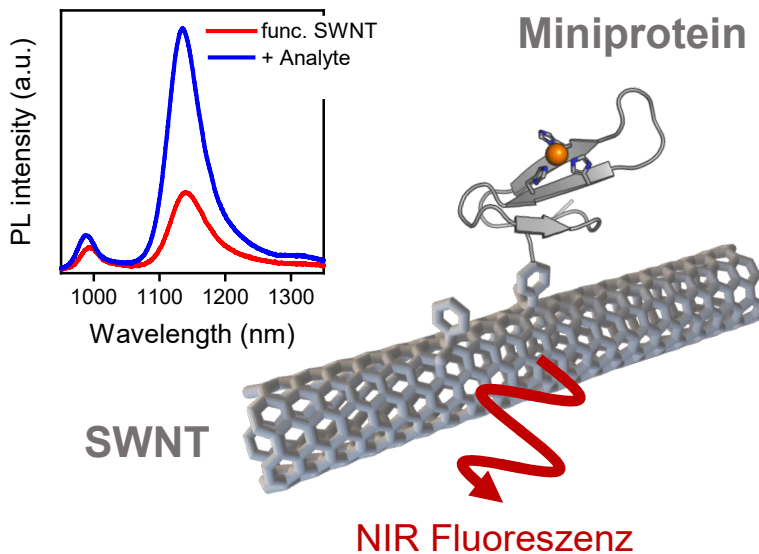 func. SWNT
+ Analyte
PL intensity (a.u.)
1000 1100 1200 1300
Wavelength (nm)
Miniprotein
SWNT
NIR Fluoreszenz